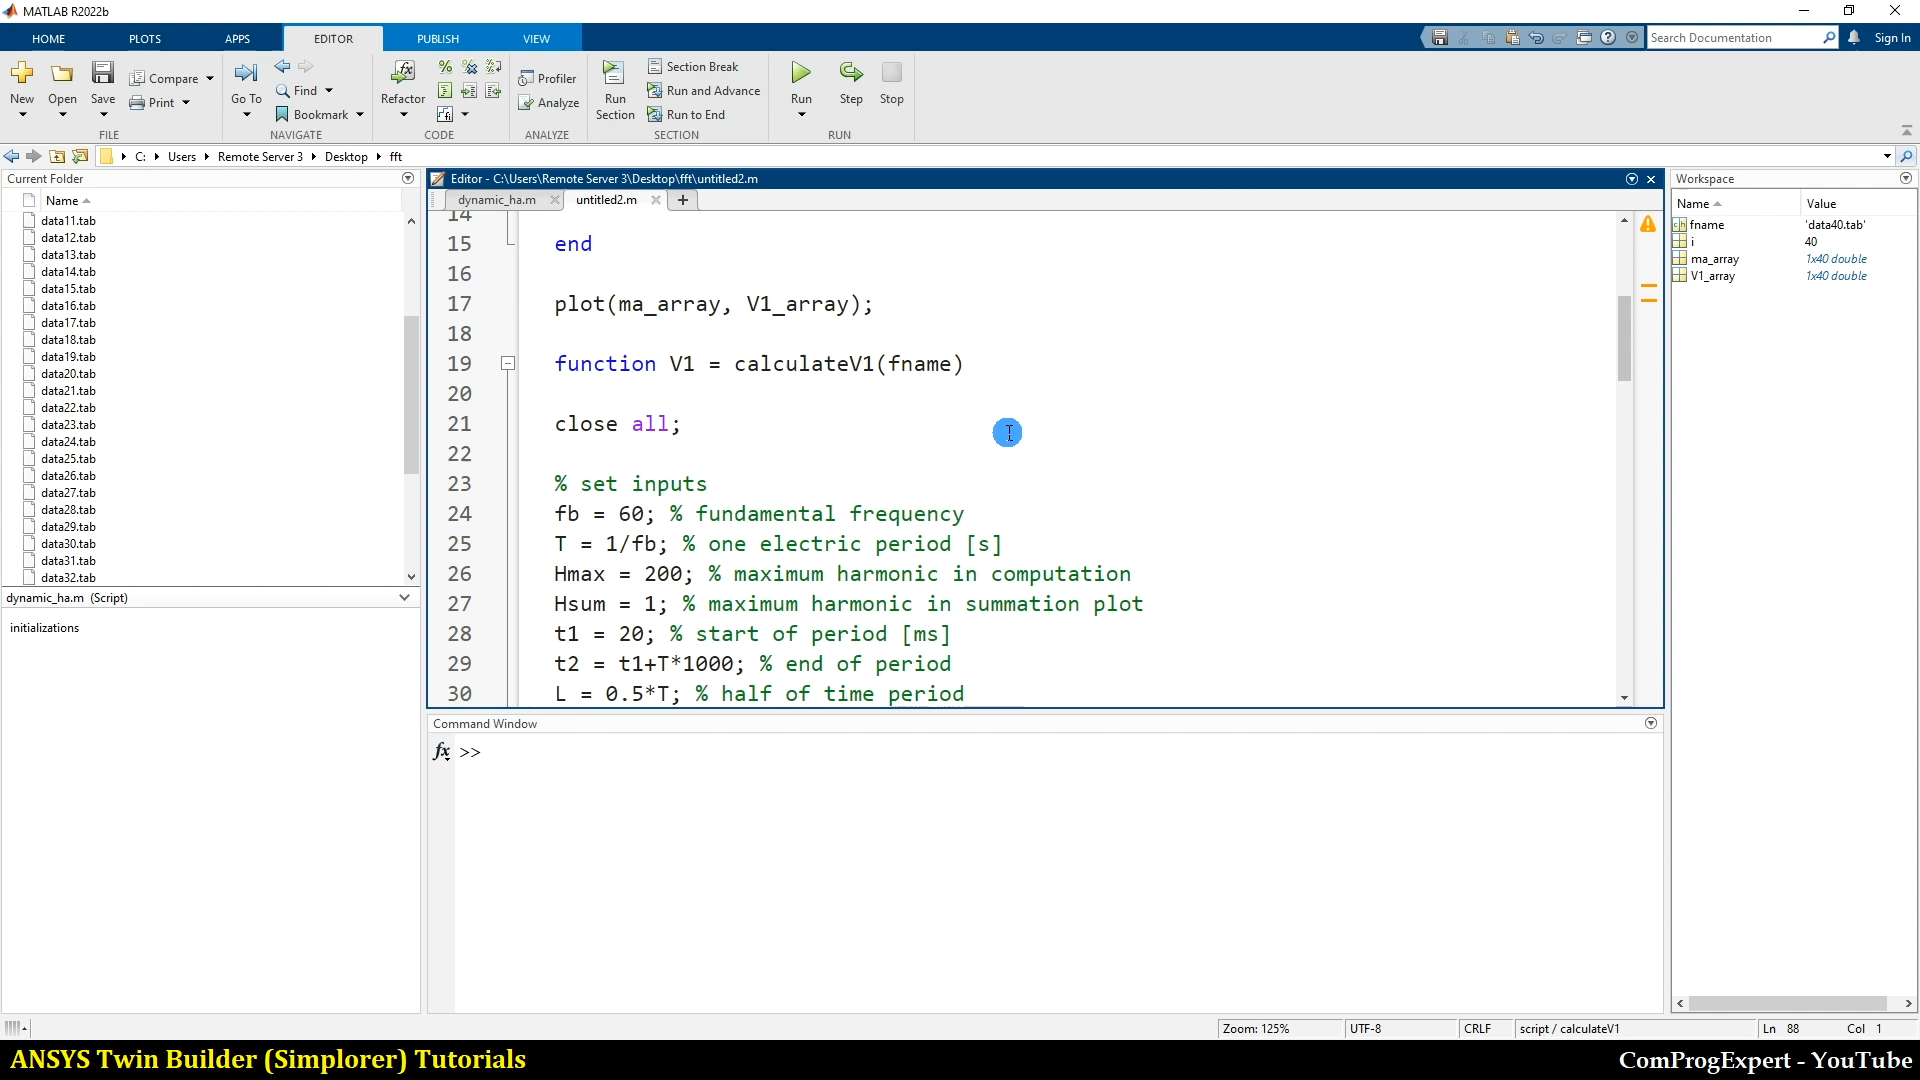 MATLAB R2022b
HOME PLOTS APPS EDITOR PUBLISH VIEW
Search Documentation
Sign In
New Open Save Compare Print
FILE
Go To Find Bookmark
NAVIGATE
Refactor
CODE
Profiler
Analyze
ANALYZE
Run Section
Section Break
Run and Advance
Run to End
SECTION
Run Step Stop
RUN
C: Users Remote Server 3 Desktop fft
Current Folder
Name
data11.tab
data12.tab
data13.tab
data14.tab
data15.tab
data16.tab
data17.tab
data18.tab
data19.tab
data20.tab
data21.tab
data22.tab
data23.tab
data24.tab
data25.tab
data26.tab
data27.tab
data28.tab
data29.tab
data30.tab
data31.tab
data32.tab
dynamic_ha.m (Script)
initializations
Editor - C:\Users\Remote Server 3\Desktop\fft\untitled2.m
dynamic_ha.m untitled2.m
14
15 end
16
17 plot(ma_array, V1_array);
18
19 function V1 = calculateV1(fname)
20
21 close all;
22
23 % set inputs
24 fb = 60; % fundamental frequency
25 T = 1/fb; % one electric period [s]
26 Hmax = 200; % maximum harmonic in computation
27 Hsum = 1; % maximum harmonic in summation plot
28 t1 = 20; % start of period [ms]
29 t2 = t1+T*1000; % end of period
30 L = 0.5*T; % half of time period
Command Window
fx >>
Workspace
Name Value
fname 'data40.tab'
i 40
ma_array 1x40 double
V1_array 1x40 double
Zoom: 125% UTF-8 CRLF script / calculateV1 Ln 88 Col 1
ANSYS Twin Builder (Simplorer) Tutorials
ComProgExpert - YouTube